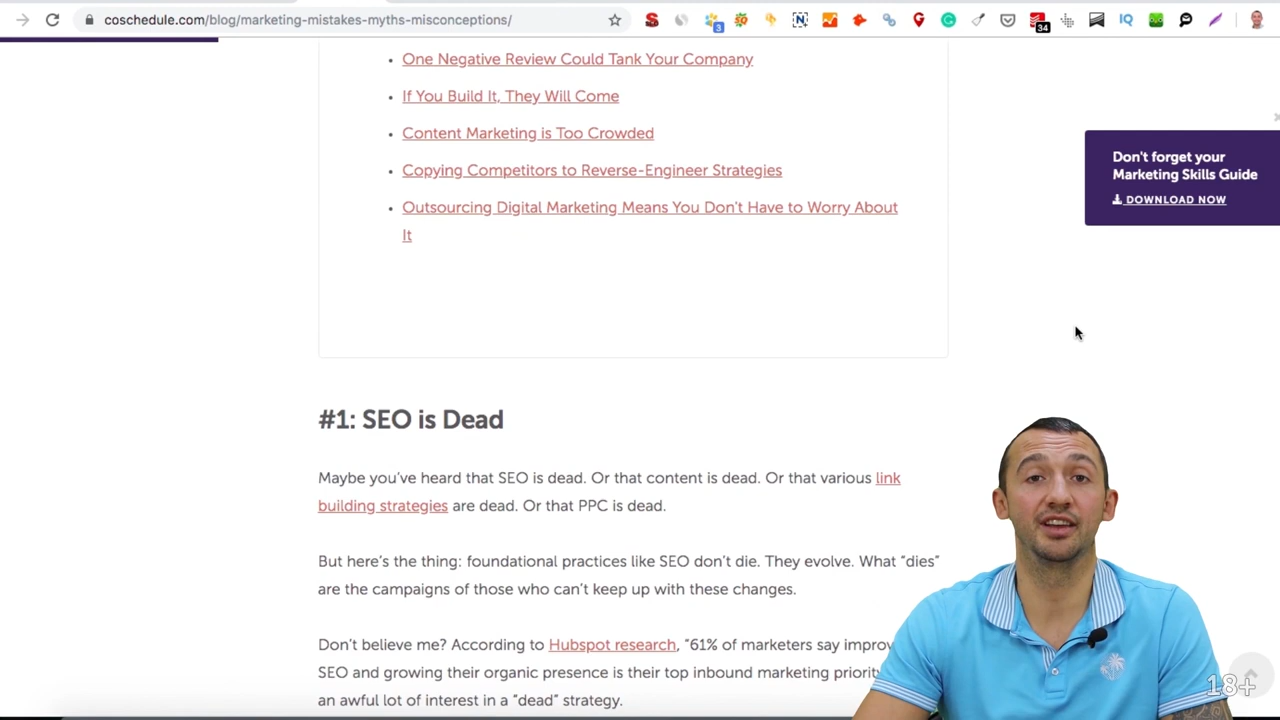 coschedule.com/blog/marketing-mistakes-myths-misconceptions/
3
34
IQ
One Negative Review Could Tank Your Company
If You Build It, They Will Come
Content Marketing is Too Crowded
Copying Competitors to Reverse-Engineer Strategies
Outsourcing Digital Marketing Means You Don't Have to Worry About
It
Don't forget your
Marketing Skills Guide
DOWNLOAD NOW
#1: SEO is Dead
Maybe you’ve heard that SEO is dead. Or that content is dead. Or that various link
building strategies are dead. Or that PPC is dead.
But here’s the thing: foundational practices like SEO don’t die. They evolve. What “dies”
are the campaigns of those who can’t keep up with these changes.
Don’t believe me? According to Hubspot research, “61% of marketers say
SEO and growing their organic presence is their top inbound marketing
an awful lot of interest in a “dead” strategy.
18+